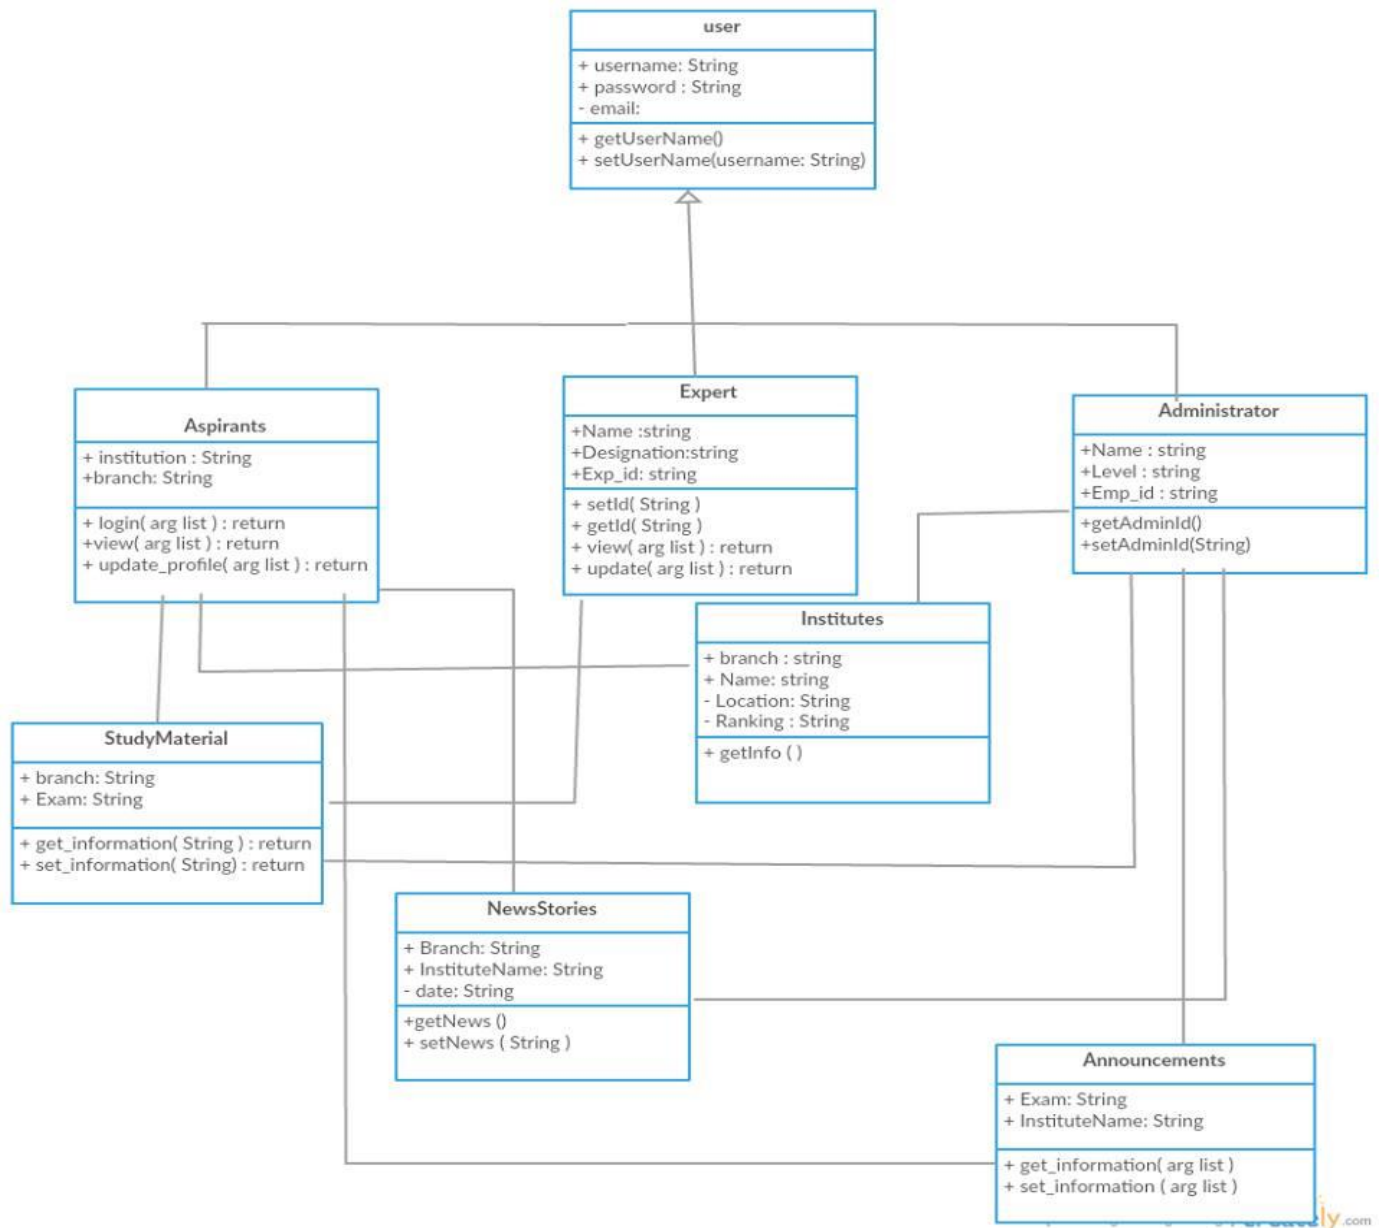 user
+ username: String
+ password : String
- email:
+ getUserName()
+ setUserName(username: String)
Aspirants
+ institution : String
+branch: String
+ login( arg list ) : return
+view( arg list ) : return
+ update_profile( arg list ) : return
Expert
+Name :string
+Designation:string
+Exp_id: string
+ setId( String )
+ getId( String )
+ view( arg list ) : return
+ update( arg list ) : return
Administrator
+Name : string
+Level : string
+Emp_id : string
+getAdminId()
+setAdminId(String)
Institutes
+ branch : string
+ Name: string
- Location: String
- Ranking : String
+ getInfo ( )
StudyMaterial
+ branch: String
+ Exam: String
+ get_information( String ) : return
+ set_information( String) : return
NewsStories
+ Branch: String
+ InstituteName: String
- date: String
+getNews ()
+ setNews ( String )
Announcements
+ Exam: String
+ InstituteName: String
+ get_information( arg list )
+ set_information ( arg list )
.com